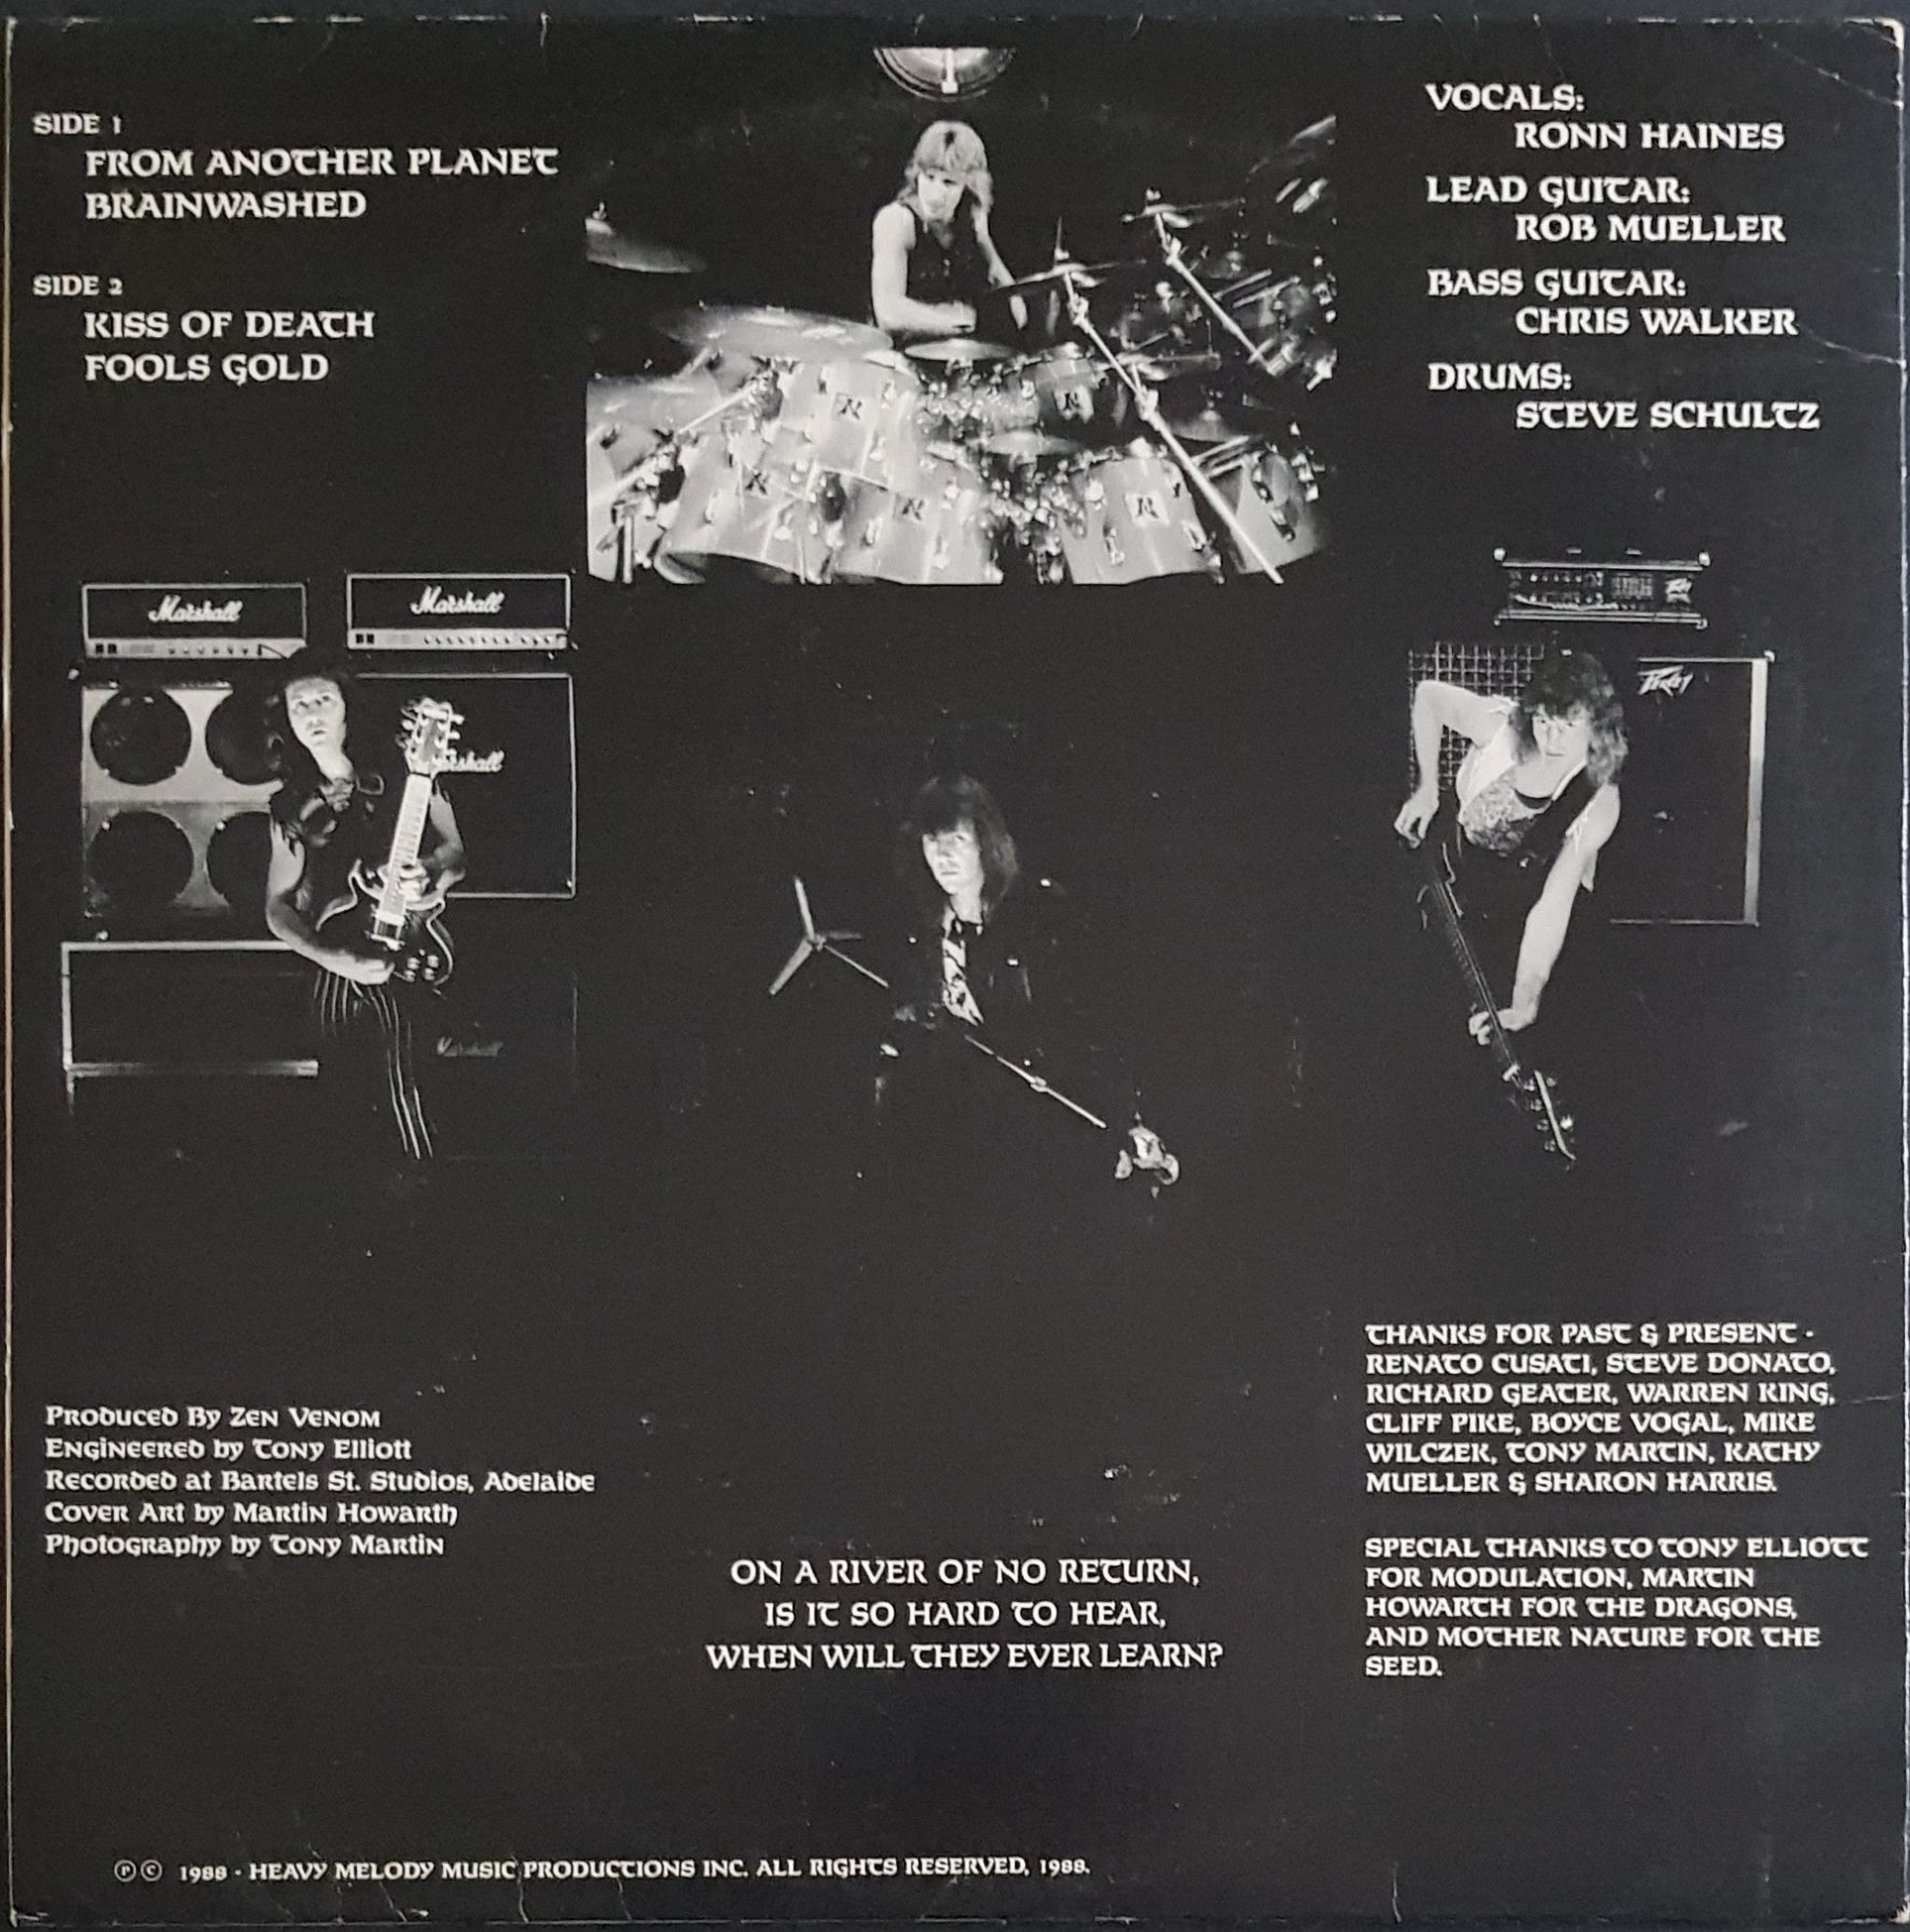 SIDE 1
FROM ANOTHER PLANET
BRAINWASHED
SIDE 2
KISS OF DEATH
FOOLS GOLD
VOCALS:
RONN HAINES
LEAD GUITAR:
ROB MUELLER
BASS GUITAR:
CHRIS WALKER
DRUMS:
STEVE SCHULTZ
Marshall
Marshall
Marshall
PEAVEY
Produced By Zen Venom
Engineered by Tony Elliott
Recorded at Bartels St. Studios, Adelaide
Cover Art by Martin Howarth
Photography by Tony Martin
ON A RIVER OF NO RETURN,
IS IT SO HARD TO HEAR,
WHEN WILL THEY EVER LEARN?
THANKS FOR PAST & PRESENT -
RENATO CUSATI, STEVE DONATO,
RICHARD GEATER, WARREN KING,
CLIFF PIKE, BOYCE VOGAL, MIKE
WILCZEK, TONY MARTIN, KATHY
MUELLER & SHARON HARRIS.
SPECIAL THANKS TO TONY ELLIOTT
FOR MODULATION, MARTIN
HOWARTH FOR THE DRAGONS,
AND MOTHER NATURE FOR THE
SEED.
Ⓟ © 1988 - HEAVY MELODY MUSIC PRODUCTIONS INC. ALL RIGHTS RESERVED, 1988.